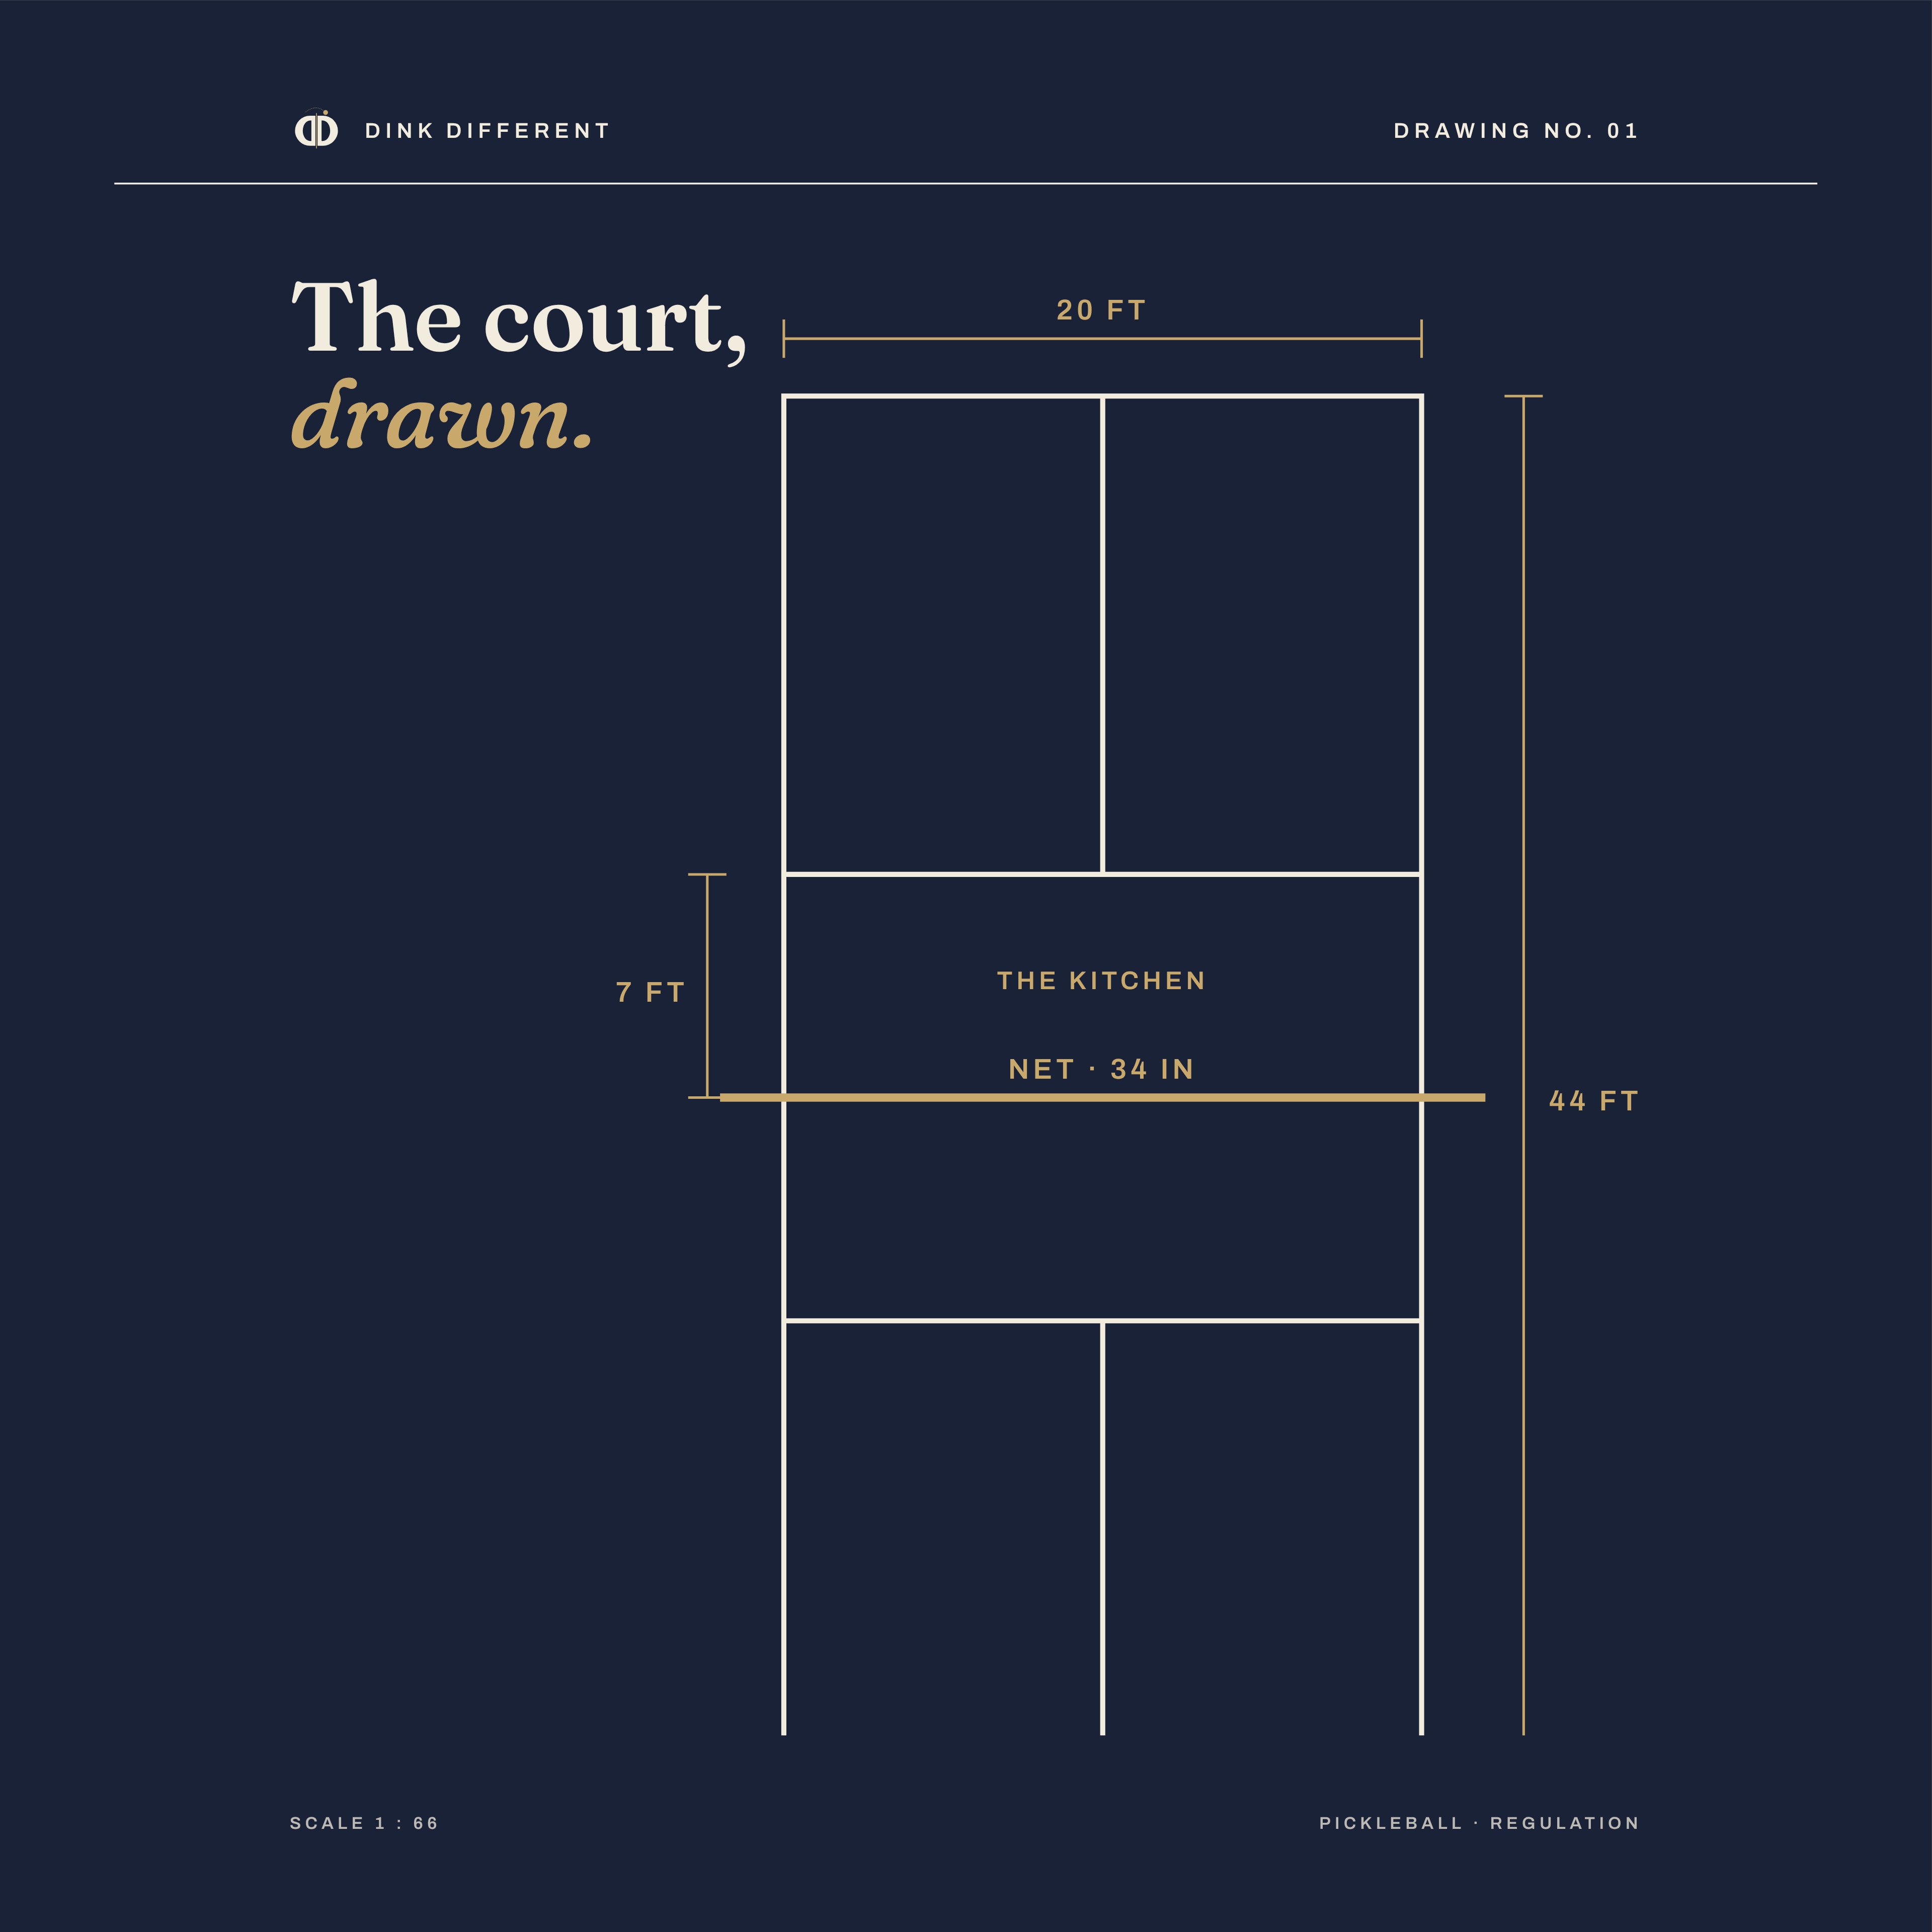 DINK DIFFERENT
DRAWING NO. 01
The court,
drawn.
20 FT
7 FT
THE KITCHEN
NET · 34 IN
44 FT
SCALE 1 : 66
PICKLEBALL · REGULATION